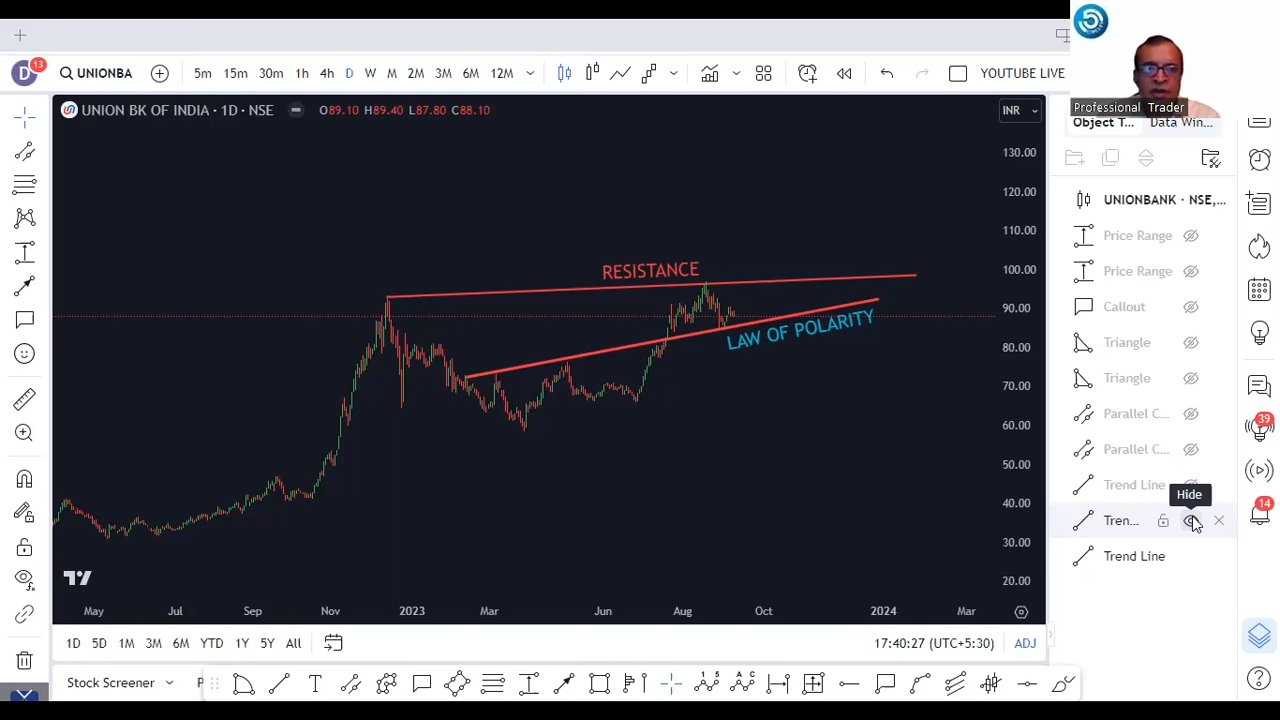 5
Professional Trader
D
13
UNIONBA
5m 15m 30m 1h 4h D W M 2M 3M 6M 12M
YOUTUBE LIVE
UNION BK OF INDIA · 1D · NSE
O89.10 H89.40 L87.80 C88.10
INR
130.00
120.00
110.00
100.00
90.00
80.00
70.00
60.00
50.00
40.00
30.00
20.00
RESISTANCE
LAW OF POLARITY
May Jul Sep Nov 2023 Mar Jun Aug Oct 2024 Mar
1D 5D 1M 3M 6M YTD 1Y 5Y All
17:40:27 (UTC+5:30) ADJ
Stock Screener
P
Object T... Data Win...
UNIONBANK · NSE,...
Price Range
Price Range
Callout
Triangle
Triangle
Parallel C...
Parallel C...
Trend Line
Hide
Tren...
Trend Line
39
14